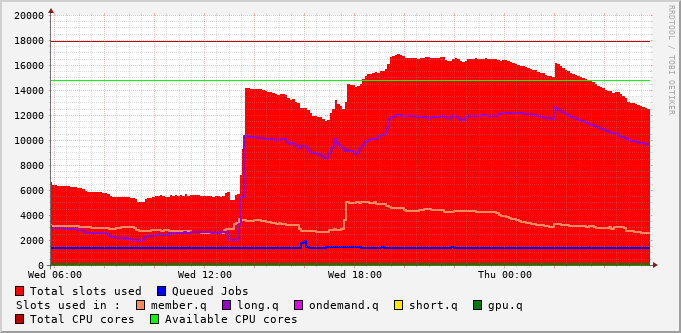 20000
18000
16000
14000
12000
10000
8000
6000
4000
2000
0
Wed 06:00 Wed 12:00 Wed 18:00 Thu 00:00
Total slots used Queued Jobs
Slots used in : member.q long.q ondemand.q short.q gpu.q
Total CPU cores Available CPU cores
RRDTOOL / TOBI OETIKER